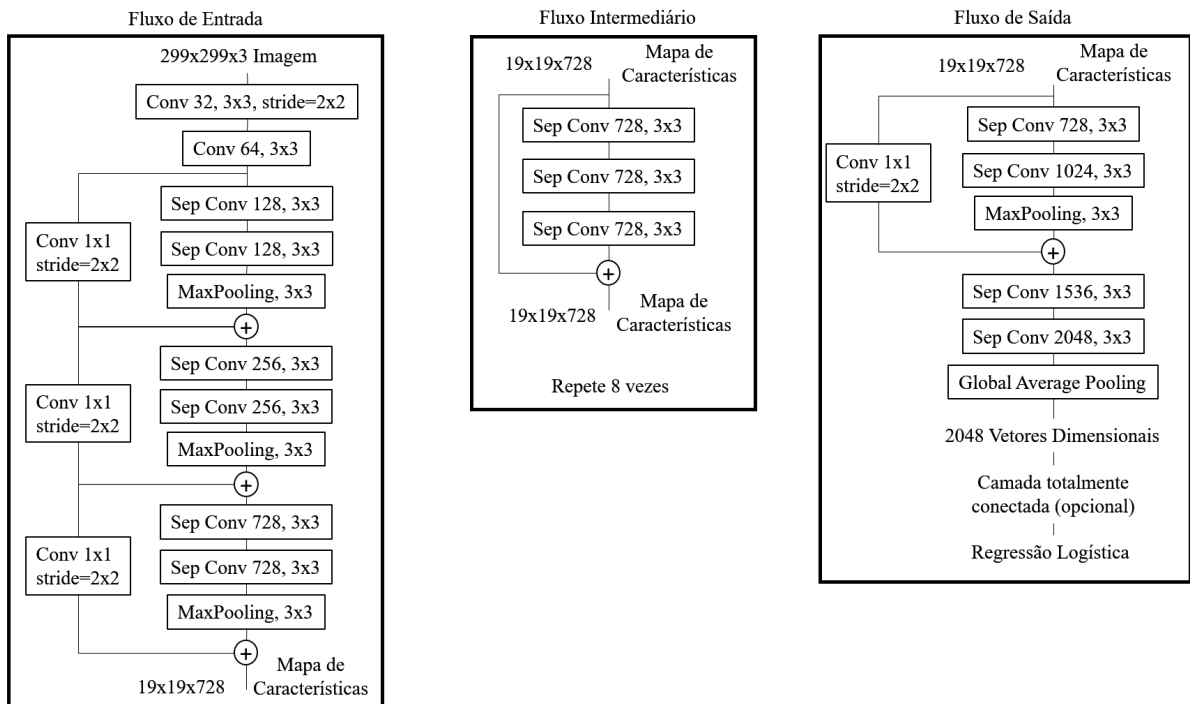 Fluxo de Entrada
299x299x3 Imagem
Conv 32, 3x3, stride=2x2
Conv 64, 3x3
Conv 1x1
stride=2x2
Sep Conv 128, 3x3
Sep Conv 128, 3x3
MaxPooling, 3x3
+
Conv 1x1
stride=2x2
Sep Conv 256, 3x3
Sep Conv 256, 3x3
MaxPooling, 3x3
+
Conv 1x1
stride=2x2
Sep Conv 728, 3x3
Sep Conv 728, 3x3
MaxPooling, 3x3
+
19x19x728
Mapa de
Característicás
Fluxo Intermediário
19x19x728
Mapa de
Característicás
Sep Conv 728, 3x3
Sep Conv 728, 3x3
Sep Conv 728, 3x3
+
19x19x728
Mapa de
Característicás
Repete 8 vezes
Fluxo de Saída
19x19x728
Mapa de
Característicás
Conv 1x1
stride=2x2
Sep Conv 728, 3x3
Sep Conv 1024, 3x3
MaxPooling, 3x3
+
Sep Conv 1536, 3x3
Sep Conv 2048, 3x3
Global Average Pooling
2048 Vetores Dimensionais
Camada totalmente
conectada (opcional)
Regressão Logística